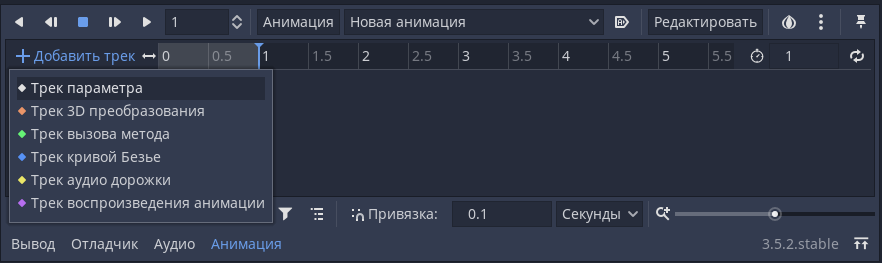 1 Анимация Новая анимация Редактировать
Добавить трек 0 0.5 1 1.5 2 2.5 3 3.5 4 4.5 5 5.5 1
Трек параметра
Трек 3D преобразования
Трек вызова метода
Трек кривой Безье
Трек аудио дорожки
Трек воспроизведения анимации
Привязка: 0.1 Секунды
Вывод Отладчик Аудио Анимация 3.5.2.stable